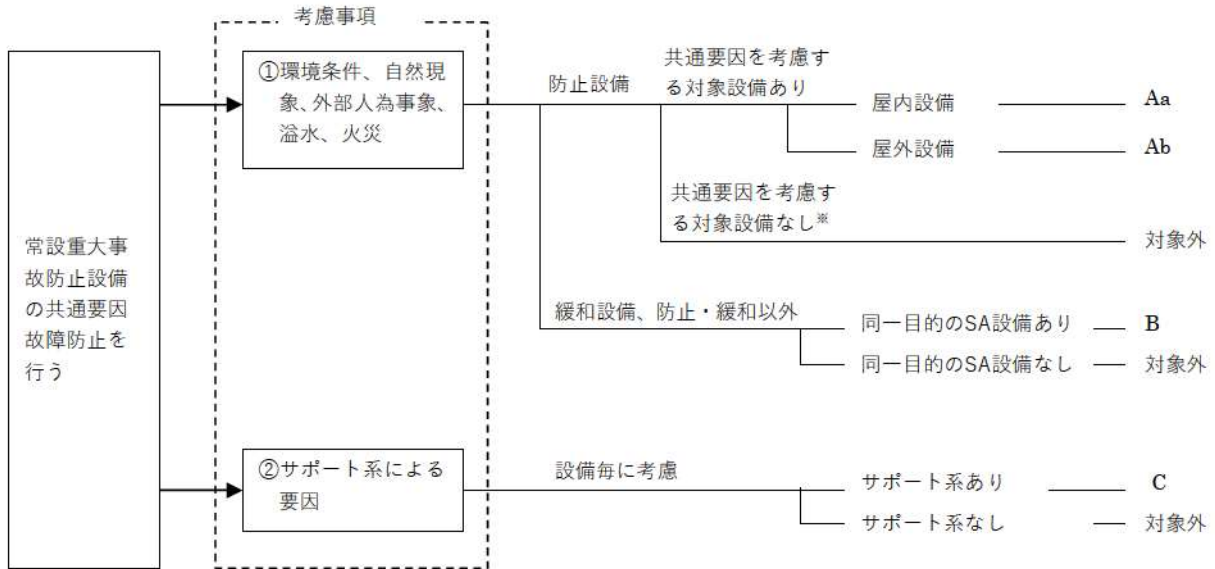 考慮事項
常設重大事
故防止設備
の共通要因
故障防止を
行う
①環境条件、自然現
象、外部人為事象、
溢水、火災
防止設備
共通要因を考慮す
る対象設備あり
屋内設備
Aa
屋外設備
Ab
共通要因を考慮す
る対象設備なし※
対象外
緩和設備、防止・緩和以外
同一目的のSA設備あり
B
同一目的のSA設備なし
対象外
②サポート系による
要因
設備毎に考慮
サポート系あり
C
サポート系なし
対象外